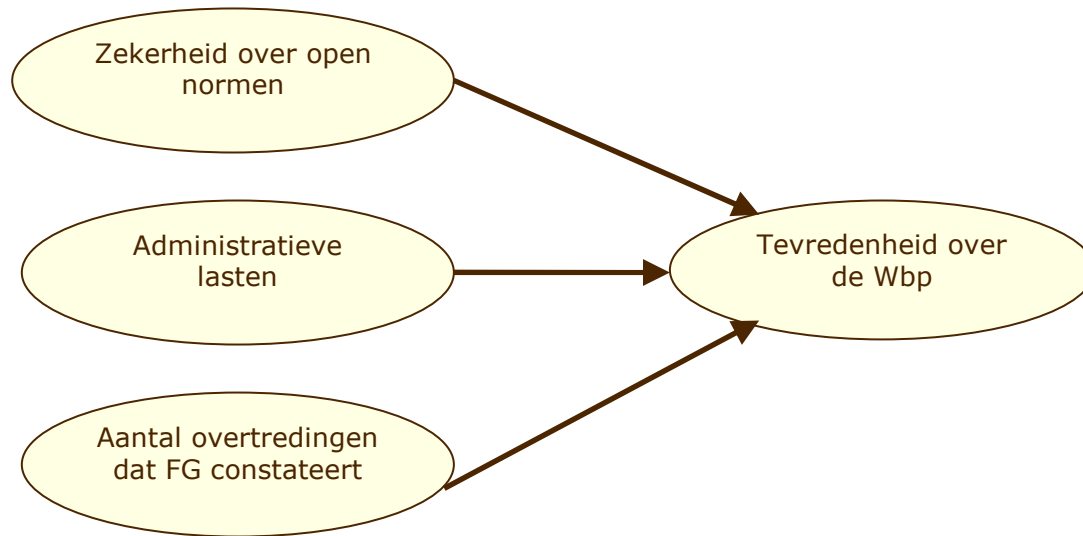 Zekerheid over open
normen
Administratieve
lasten
Tevredenheid over
de Wbp
Aantal overtredingen
dat FG constateert